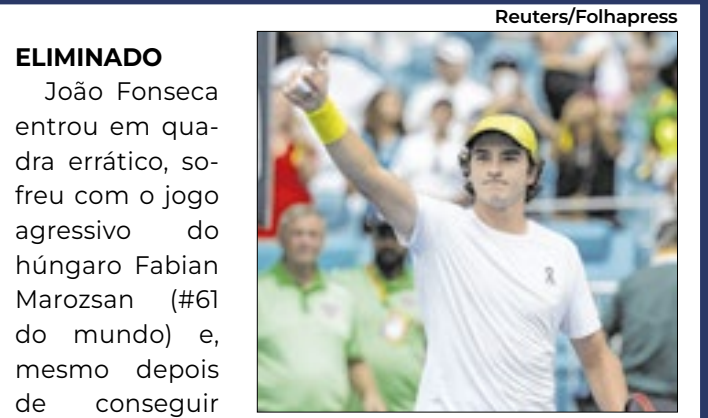 Reuters/Folhapress
ELIMINADO
João Fonseca
entrou em qua-
dra errático, so-
freu com o jogo
agressivo do
húngaro Fabian
Marozsan (#61
do mundo) e,
mesmo depois
de conseguir